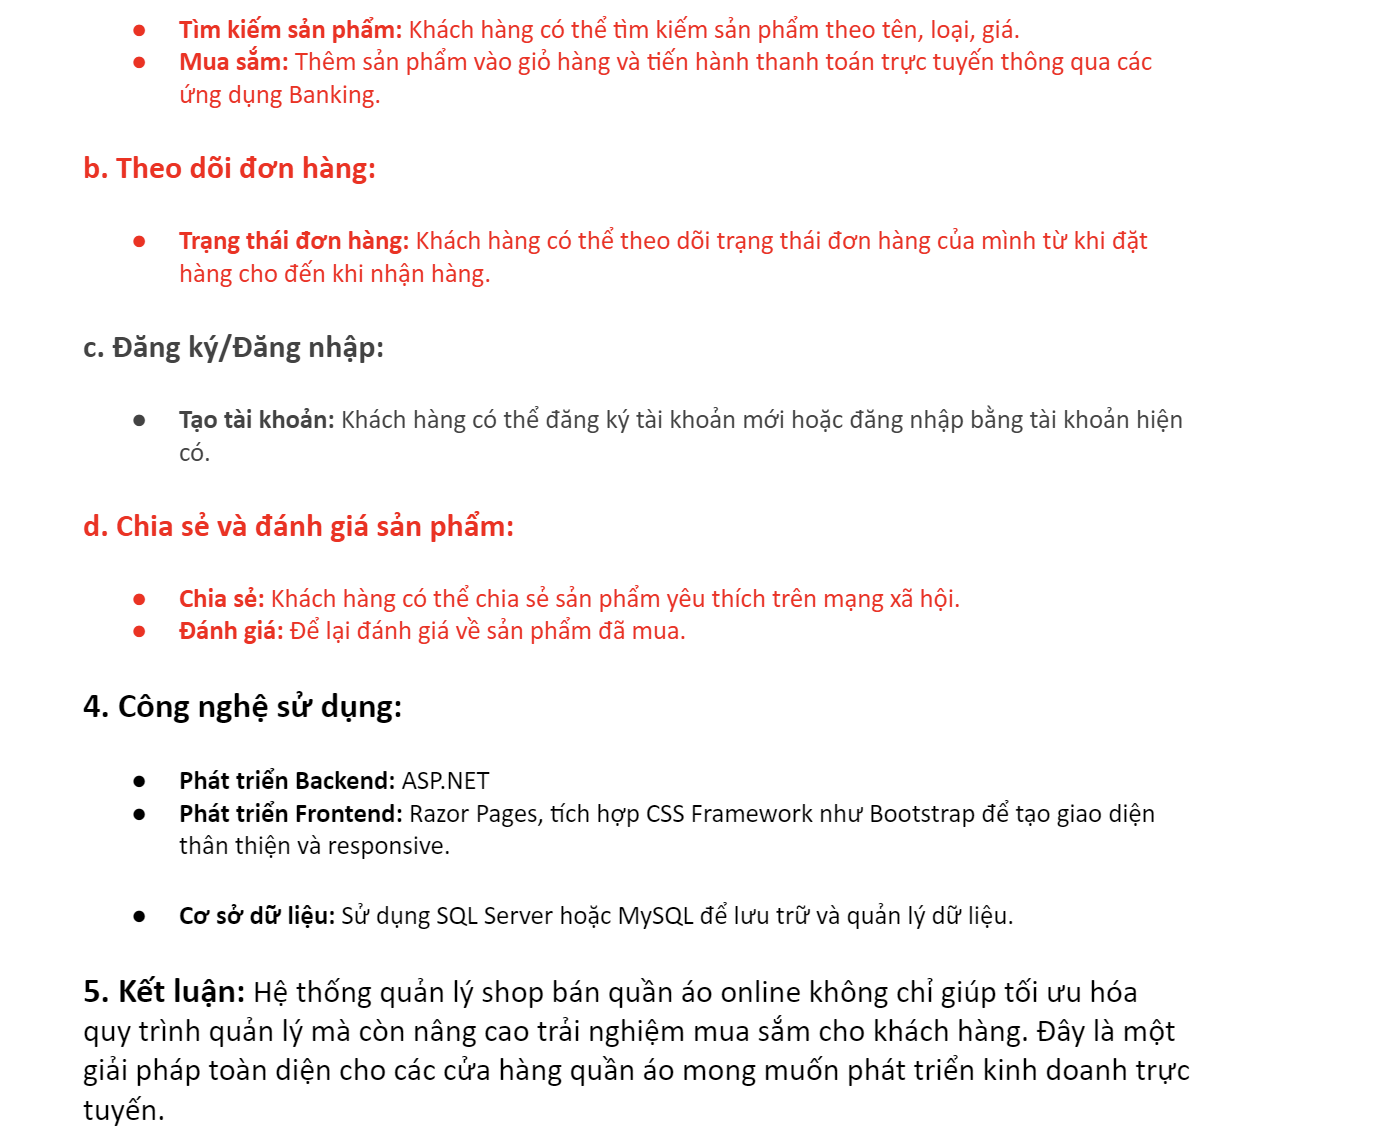 ● Tìm kiếm sản phẩm: Khách hàng có thể tìm kiếm sản phẩm theo tên, loại, giá.
● Mua sắm: Thêm sản phẩm vào giỏ hàng và tiến hành thanh toán trực tuyến thông qua các
ứng dụng Banking.
b. Theo dõi đơn hàng:
● Trạng thái đơn hàng: Khách hàng có thể theo dõi trạng thái đơn hàng của mình từ khi đặt
hàng cho đến khi nhận hàng.
c. Đăng ký/Đăng nhập:
● Tạo tài khoản: Khách hàng có thể đăng ký tài khoản mới hoặc đăng nhập bằng tài khoản hiện
có.
d. Chia sẻ và đánh giá sản phẩm:
● Chia sẻ: Khách hàng có thể chia sẻ sản phẩm yêu thích trên mạng xã hội.
● Đánh giá: Để lại đánh giá về sản phẩm đã mua.
4. Công nghệ sử dụng:
● Phát triển Backend: ASP.NET
● Phát triển Frontend: Razor Pages, tích hợp CSS Framework như Bootstrap để tạo giao diện
thân thiện và responsive.
● Cơ sở dữ liệu: Sử dụng SQL Server hoặc MySQL để lưu trữ và quản lý dữ liệu.
5. Kết luận: Hệ thống quản lý shop bán quần áo online không chỉ giúp tối ưu hóa
quy trình quản lý mà còn nâng cao trải nghiệm mua sắm cho khách hàng. Đây là một
giải pháp toàn diện cho các cửa hàng quần áo mong muốn phát triển kinh doanh trực
tuyến.